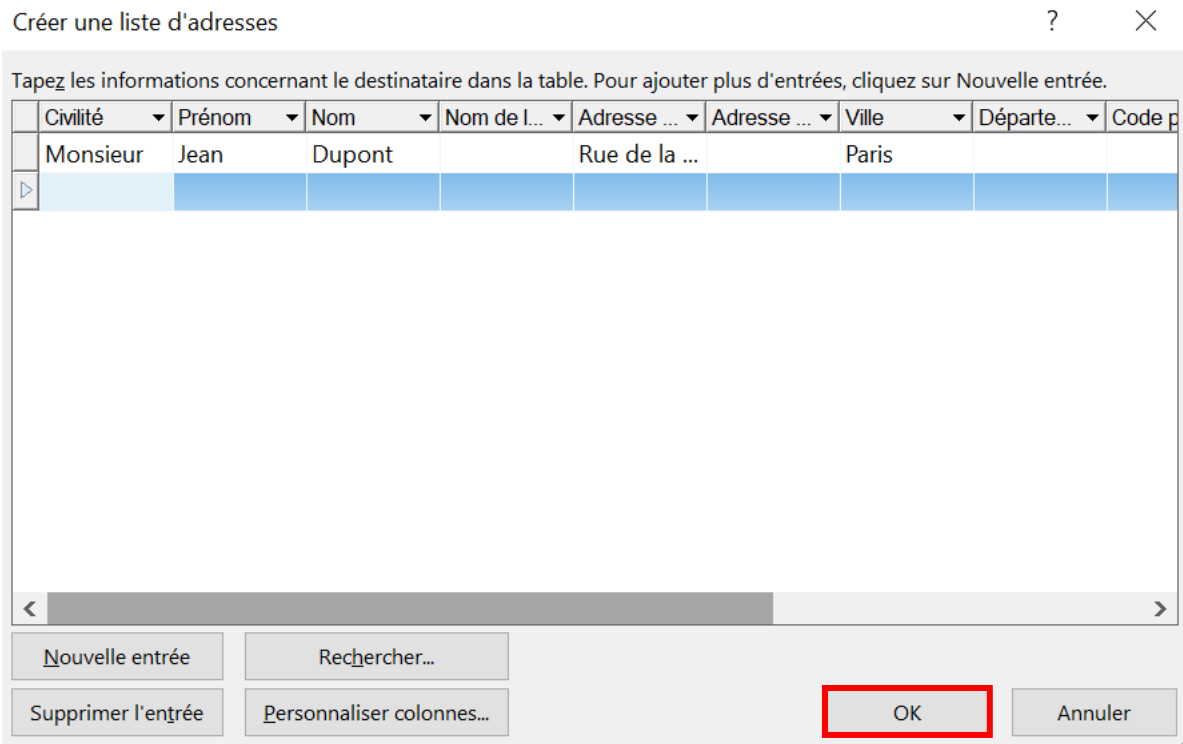 Créer une liste d'adresses ?
Tapez les informations concernant le destinataire dans la table. Pour ajouter plus d'entrées, cliquez sur Nouvelle entrée.
Civilité Prénom Nom Nom de l... Adresse ... Adresse ... Ville Départe... Code p
Monsieur Jean Dupont Rue de la ... Paris
Nouvelle entrée Rechercher...
Supprimer l'entrée Personnaliser colonnes... OK Annuler